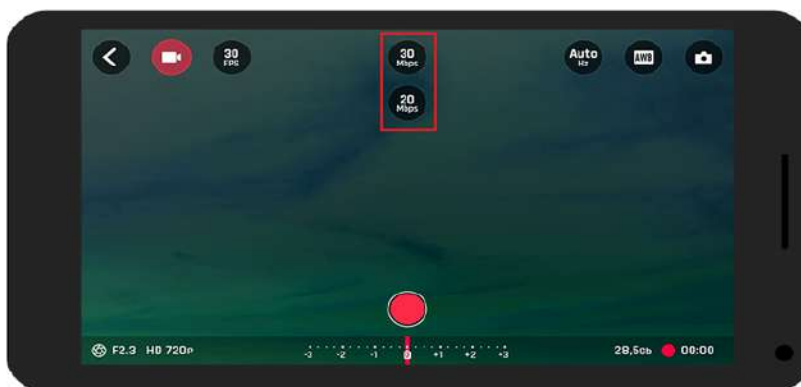 30
FPS
30
Mbps
20
Mbps
Auto
Hz
AWB
F2.3 HD 720p
-3 -2 -1 0 +1 +2 +3
28,5Gb 00:00